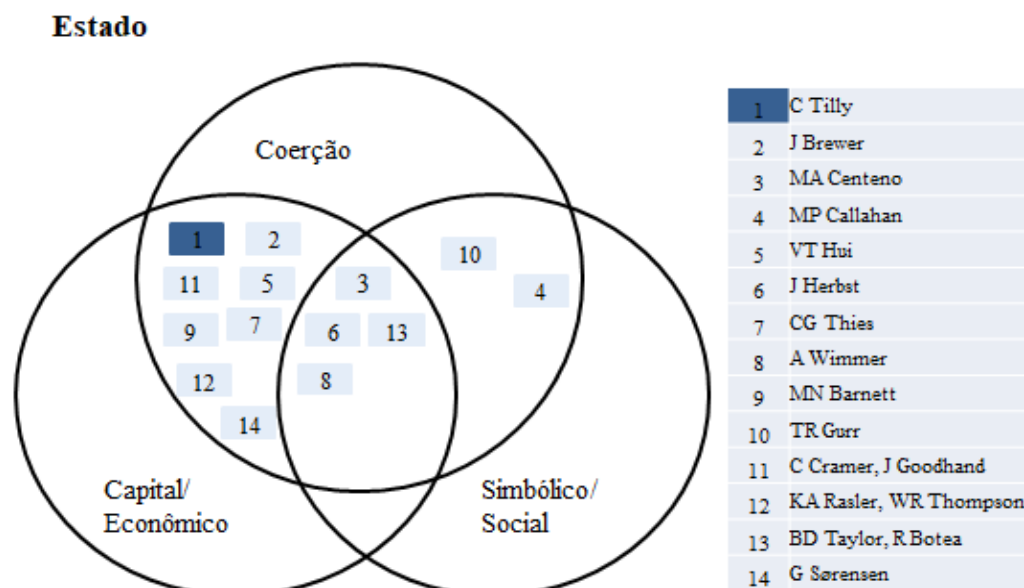 Estado
Coerção
1 2
10
11 5 3
4
9 7 6 13
12 8
14
Capital/
Econômico
Simbólico/
Social
1 C Tilly
2 J Brewer
3 MA Centeno
4 MP Callahan
5 VT Hui
6 J Herbst
7 CG Thies
8 A Wimmer
9 MN Barnett
10 TR Gurr
11 C Cramer, J Goodhand
12 KA Rasler, WR Thompson
13 BD Taylor, R Botea
14 G Sørensen